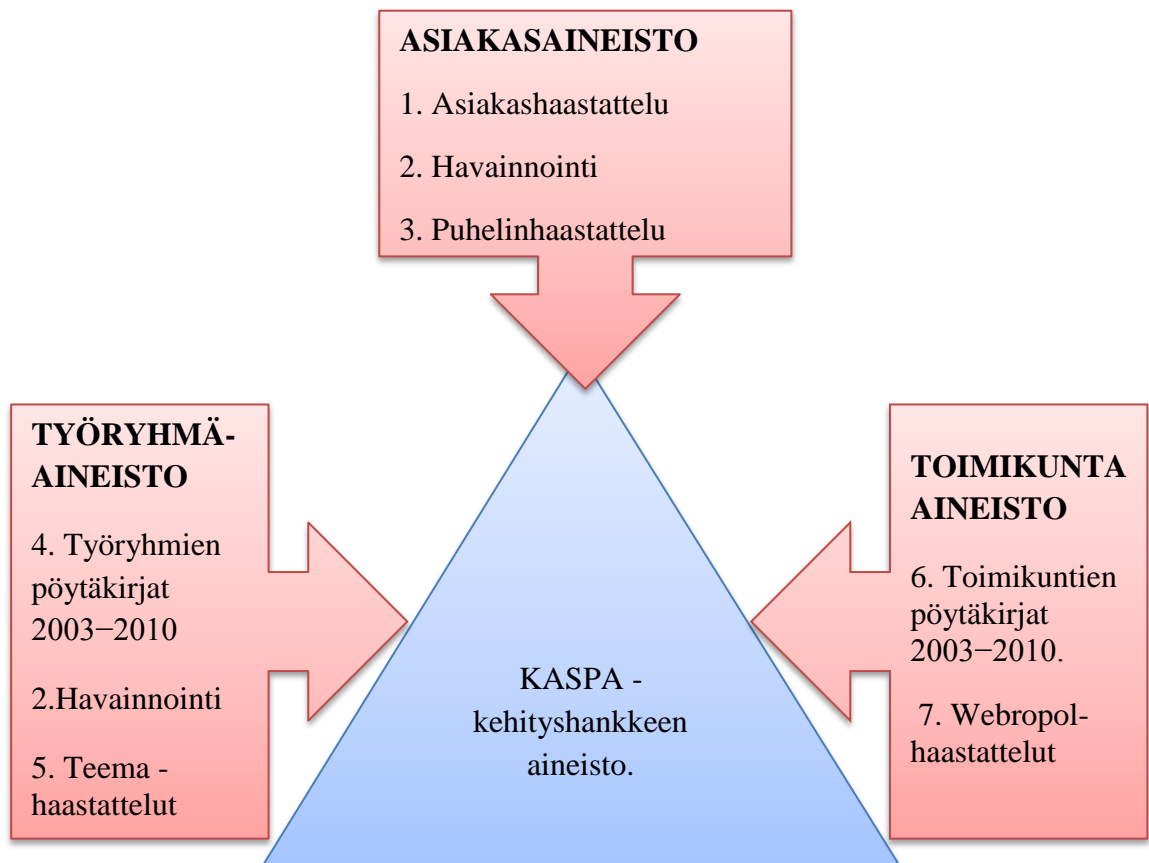 ASIAKASAINEISTO
1. Asiakashaastattelu
2. Havainnointi
3. Puhelinhaastattelu
TYÖRYHMÄ-
AINEISTO
4. Työryhmien
pöytäkirjat
2003−2010
2.Havainnointi
5. Teema -
haastattelut
KASPA -
kehityshankkeen
aineisto.
TOIMIKUNTA
AINEISTO
6. Toimikuntien
pöytäkirjat
2003−2010.
7. Webropol-
haastattelut